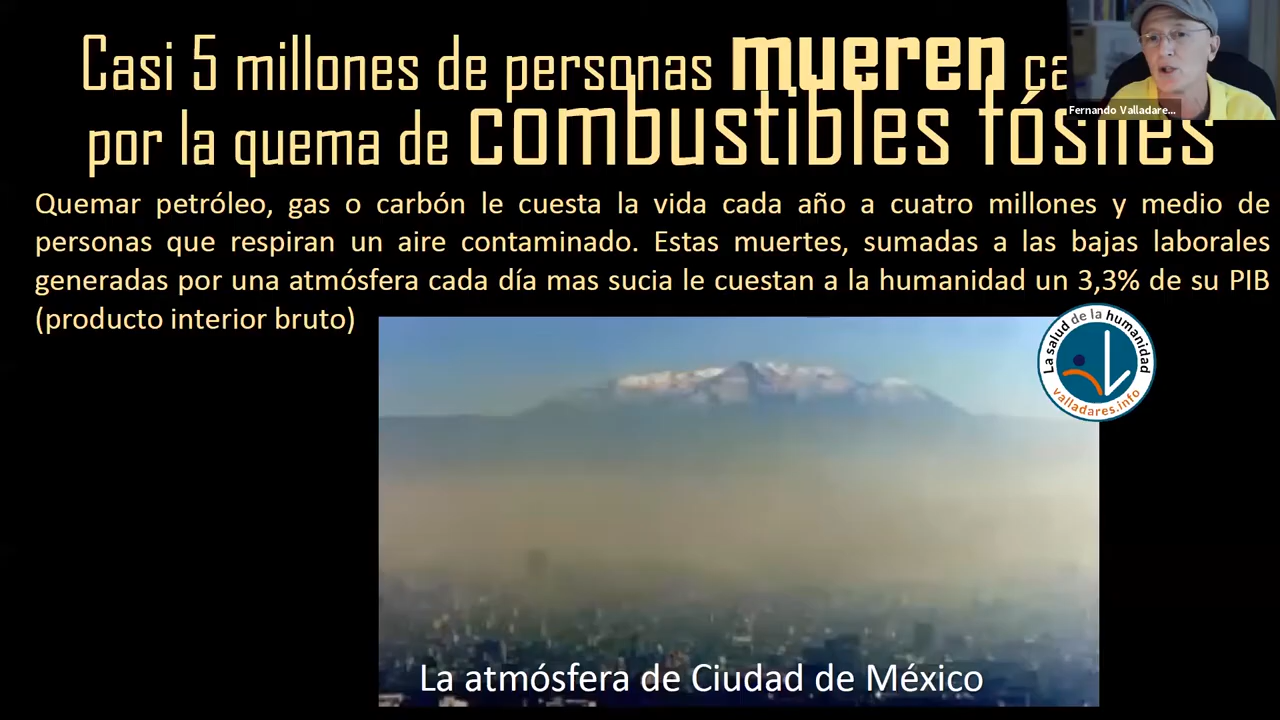 Casi 5 millones de personas mueren
por la quema de combustibles fósiles
Fernando Valladare...
Quemar petróleo, gas o carbón le cuesta la vida cada año a cuatro millones y medio de
personas que respiran un aire contaminado. Estas muertes, sumadas a las bajas laborales
generadas por una atmósfera cada día mas sucia le cuestan a la humanidad un 3,3% de su PIB
(producto interior bruto)
La salud de la humanidad
valladares.info
La atmósfera de Ciudad de México